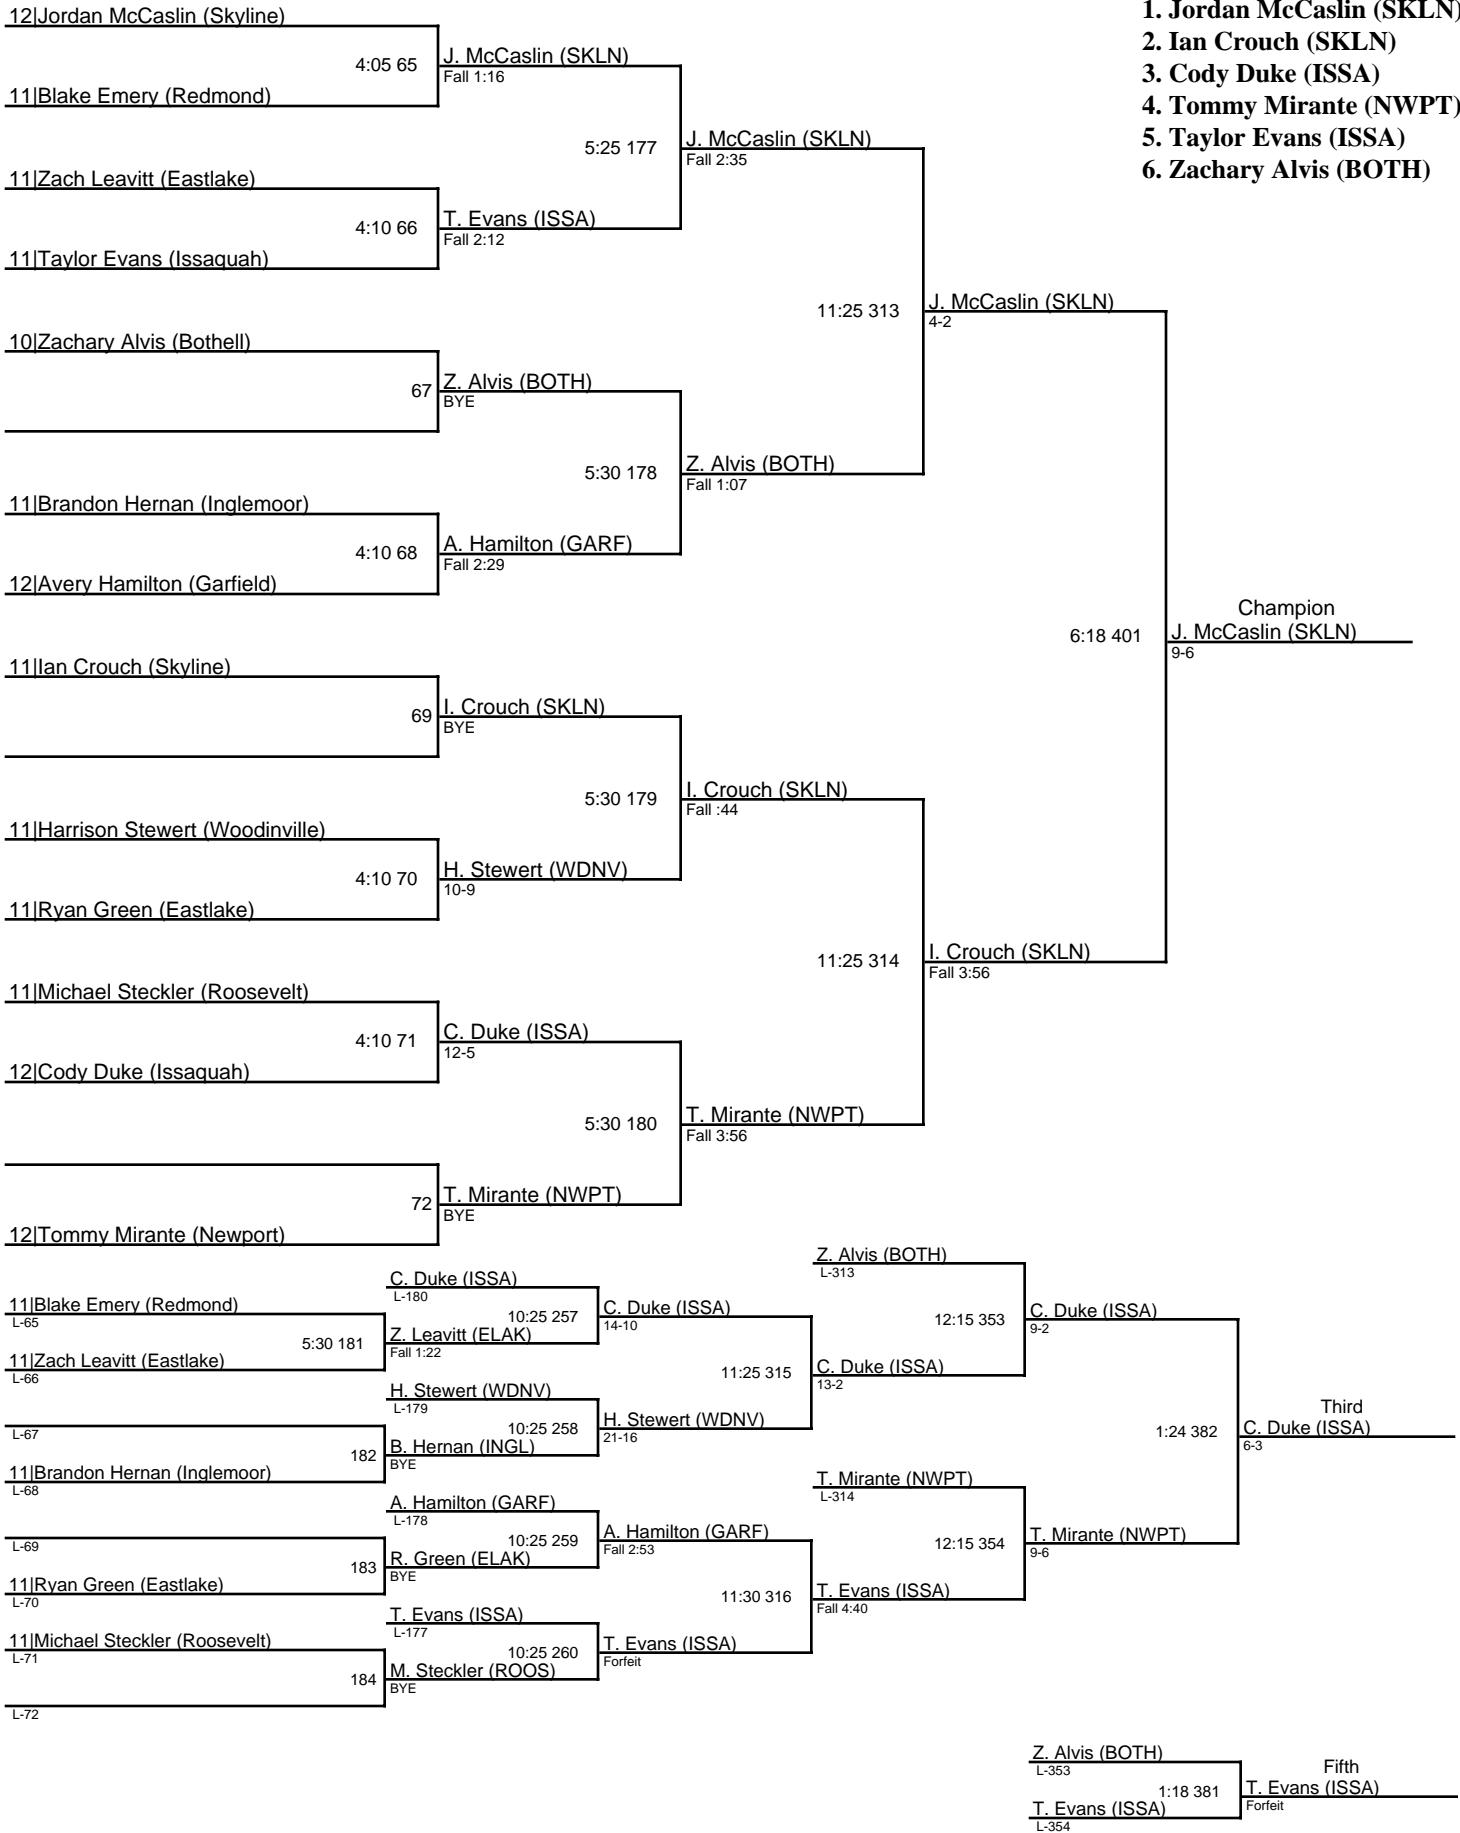 12|Jordan McCaslin (Skyline)
4:05 65
J. McCaslin (SKLN)
Fall 1:16
11|Blake Emery (Redmond)
5:25 177
J. McCaslin (SKLN)
Fall 2:35
11|Zach Leavitt (Eastlake)
4:10 66
T. Evans (ISSA)
Fall 2:12
11|Taylor Evans (Issaquah)
11:25 313
J. McCaslin (SKLN)
4-2
10|Zachary Alvis (Bothell)
67
Z. Alvis (BOTH)
BYE
5:30 178
Z. Alvis (BOTH)
Fall 1:07
11|Brandon Hernan (Inglemoor)
4:10 68
A. Hamilton (GARF)
Fall 2:29
12|Avery Hamilton (Garfield)
6:18 401
Champion
J. McCaslin (SKLN)
9-6
11|Ian Crouch (Skyline)
69
I. Crouch (SKLN)
BYE
5:30 179
I. Crouch (SKLN)
Fall :44
11|Harrison Stewert (Woodinville)
4:10 70
H. Stewert (WDNV)
10-9
11|Ryan Green (Eastlake)
11:25 314
I. Crouch (SKLN)
Fall 3:56
11|Michael Steckler (Roosevelt)
4:10 71
C. Duke (ISSA)
12-5
12|Cody Duke (Issaquah)
5:30 180
T. Mirante (NWPT)
Fall 3:56
72
T. Mirante (NWPT)
BYE
12|Tommy Mirante (Newport)
1. Jordan McCaslin (SKLN)
2. Ian Crouch (SKLN)
3. Cody Duke (ISSA)
4. Tommy Mirante (NWPT)
5. Taylor Evans (ISSA)
6. Zachary Alvis (BOTH)
11|Blake Emery (Redmond)
L-65
5:30 181
11|Zach Leavitt (Eastlake)
L-66
L-67
182
11|Brandon Hernan (Inglemoor)
L-68
L-69
183
11|Ryan Green (Eastlake)
L-70
11|Michael Steckler (Roosevelt)
L-71
184
L-72
C. Duke (ISSA)
L-180
10:25 257
Z. Leavitt (ELAK)
Fall 1:22
H. Stewert (WDNV)
L-179
10:25 258
B. Hernan (INGL)
BYE
A. Hamilton (GARF)
L-178
10:25 259
R. Green (ELAK)
BYE
T. Evans (ISSA)
L-177
10:25 260
M. Steckler (ROOS)
BYE
C. Duke (ISSA)
14-10
11:25 315
H. Stewert (WDNV)
21-16
A. Hamilton (GARF)
Fall 2:53
11:30 316
T. Evans (ISSA)
Forfeit
Z. Alvis (BOTH)
L-313
12:15 353
C. Duke (ISSA)
13-2
T. Mirante (NWPT)
L-314
12:15 354
T. Evans (ISSA)
Fall 4:40
C. Duke (ISSA)
9-2
1:24 382
T. Mirante (NWPT)
9-6
Third
C. Duke (ISSA)
6-3
Z. Alvis (BOTH)
L-353
1:18 381
T. Evans (ISSA)
L-354
Fifth
T. Evans (ISSA)
Forfeit